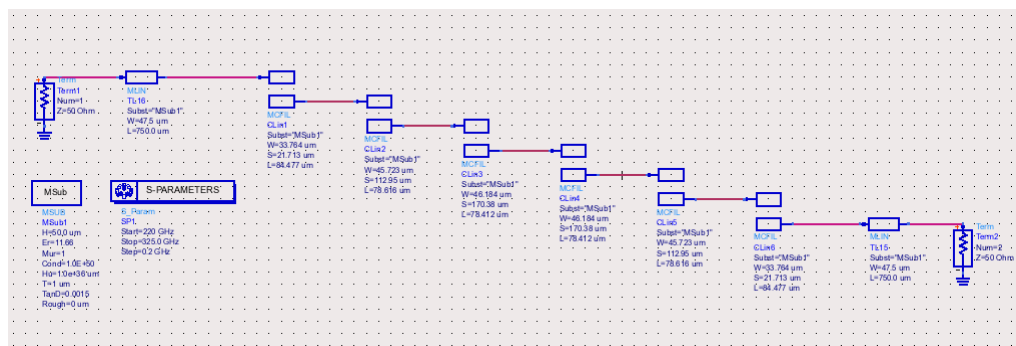 Term
Term1
Num=1
Z=50 Ohm
MLIN
TL16
Subst="MSub1"
W=47.5 um
L=750.0 um
MCFIL
CLin1
Subst="MSub1"
W=33.764 um
S=21.713 um
L=84.477 um
MCFIL
CLin2
Subst="MSub1"
W=45.723 um
S=112.95 um
L=78.616 um
MCFIL
CLin3
Subst="MSub1"
W=46.184 um
S=170.38 um
L=78.412 um
MCFIL
CLin4
Subst="MSub1"
W=46.184 um
S=170.38 um
L=78.412 um
MCFIL
CLin5
Subst="MSub1"
W=45.723 um
S=112.95 um
L=78.616 um
MCFIL
CLin6
Subst="MSub1"
W=33.764 um
S=21.713 um
L=84.477 um
MLIN
TL15
Subst="MSub1"
W=47.5 um
L=750.0 um
Term
Term2
Num=2
Z=50 Ohm
MSub
MSUB
MSub1
H=50.0 um
Er=11.66
Mur=1
Cond=1.0E+50
Hu=1.0e+36 um
T=1 um
TanD=0.0015
Rough=0 um
S-PARAMETERS
S_Param
SP1
Start=220 GHz
Stop=325.0 GHz
Step=0.2 GHz